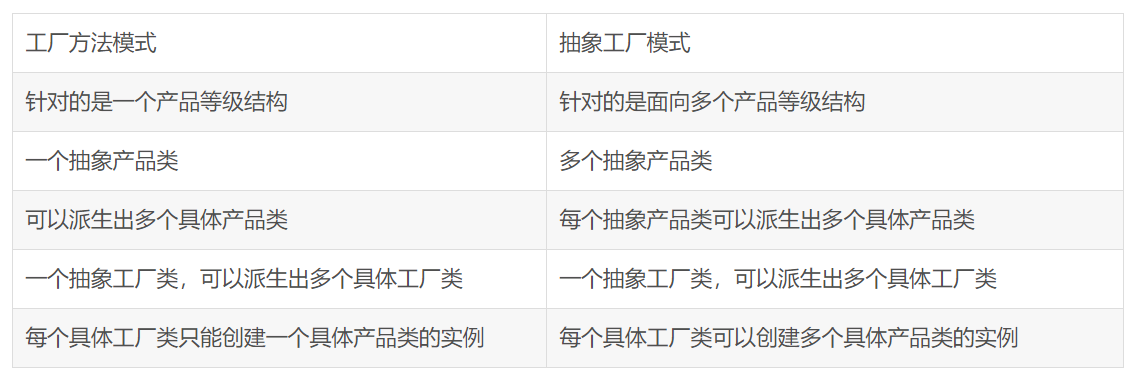 工厂方法模式
抽象工厂模式
针对的是一个产品等级结构
针对的是面向多个产品等级结构
一个抽象产品类
多个抽象产品类
可以派生出多个具体产品类
每个抽象产品类可以派生出多个具体产品类
一个抽象工厂类，可以派生出多个具体工厂类
一个抽象工厂类，可以派生出多个具体工厂类
每个具体工厂类只能创建一个具体产品类的实例
每个具体工厂类可以创建多个具体产品类的实例